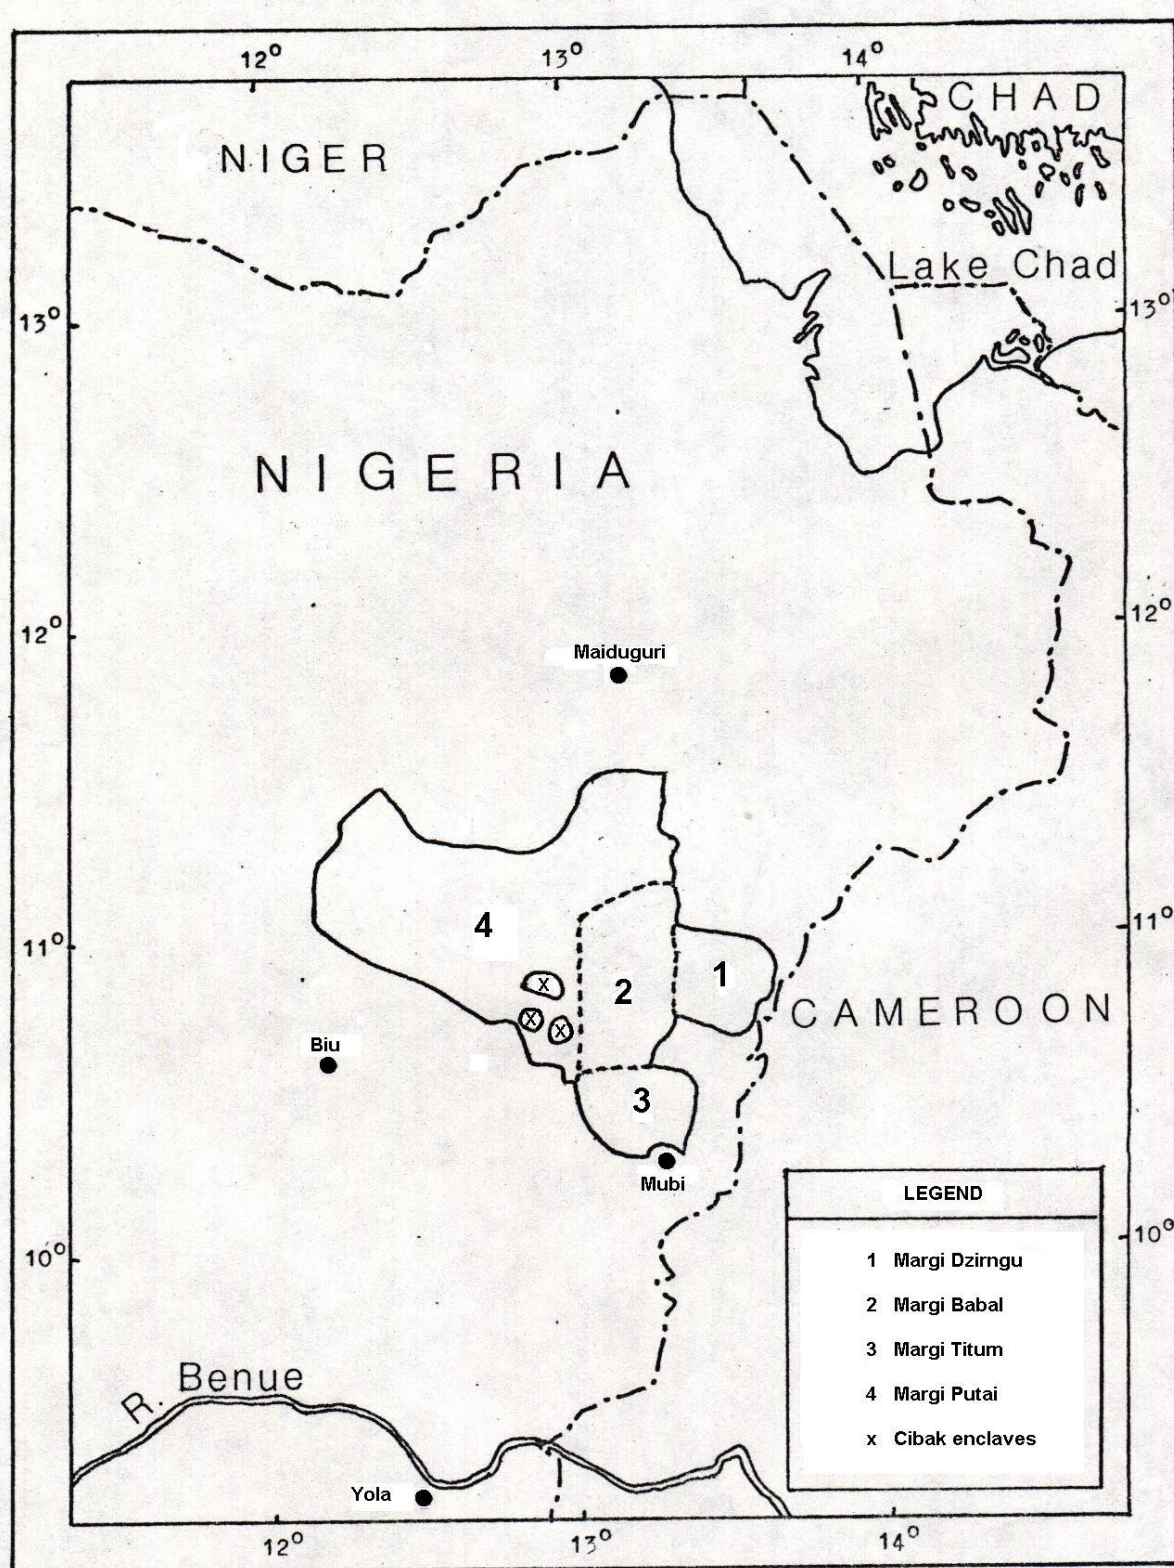 12° 13° 14°
CHAD
NIGER
Lake Chad
13° 13°
NIGERIA
12° 12°
Maiduguri
4
11° 11°
1
2
x
CAMEROON
x x
Biu
3
Mubi
LEGEND
10° 10°
1 Margi Dzirngu
2 Margi Babal
3 Margi Titum
4 Margi Putai
x Cibak enclaves
R. Benue
Yola
12° 13° 14°